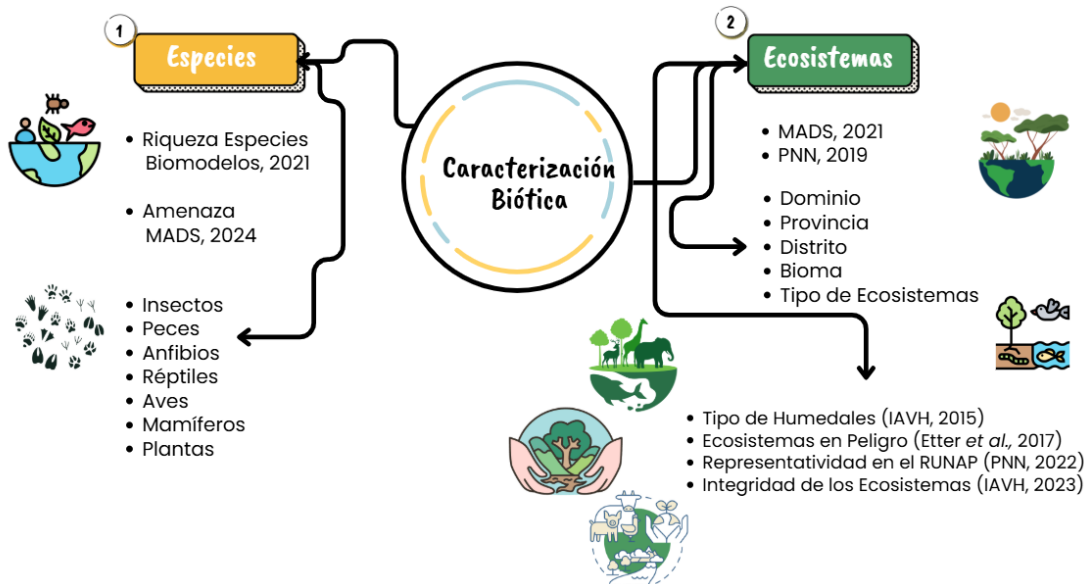 1
Especies
• Riqueza Especies
Biomodelos, 2021
• Amenaza
MADS, 2024
• Insectos
• Peces
• Anfibios
• Réptiles
• Aves
• Mamíferos
• Plantas
Caracterización
Biótica
2
Ecosistemas
• MADS, 2021
• PNN, 2019
• Dominio
• Provincia
• Distrito
• Bioma
• Tipo de Ecosistemas
• Tipo de Humedales (IAVH, 2015)
• Ecosistemas en Peligro (Etter et al., 2017)
• Representatividad en el RUNAP (PNN, 2022)
• Integridad de los Ecosistemas (IAVH, 2023)